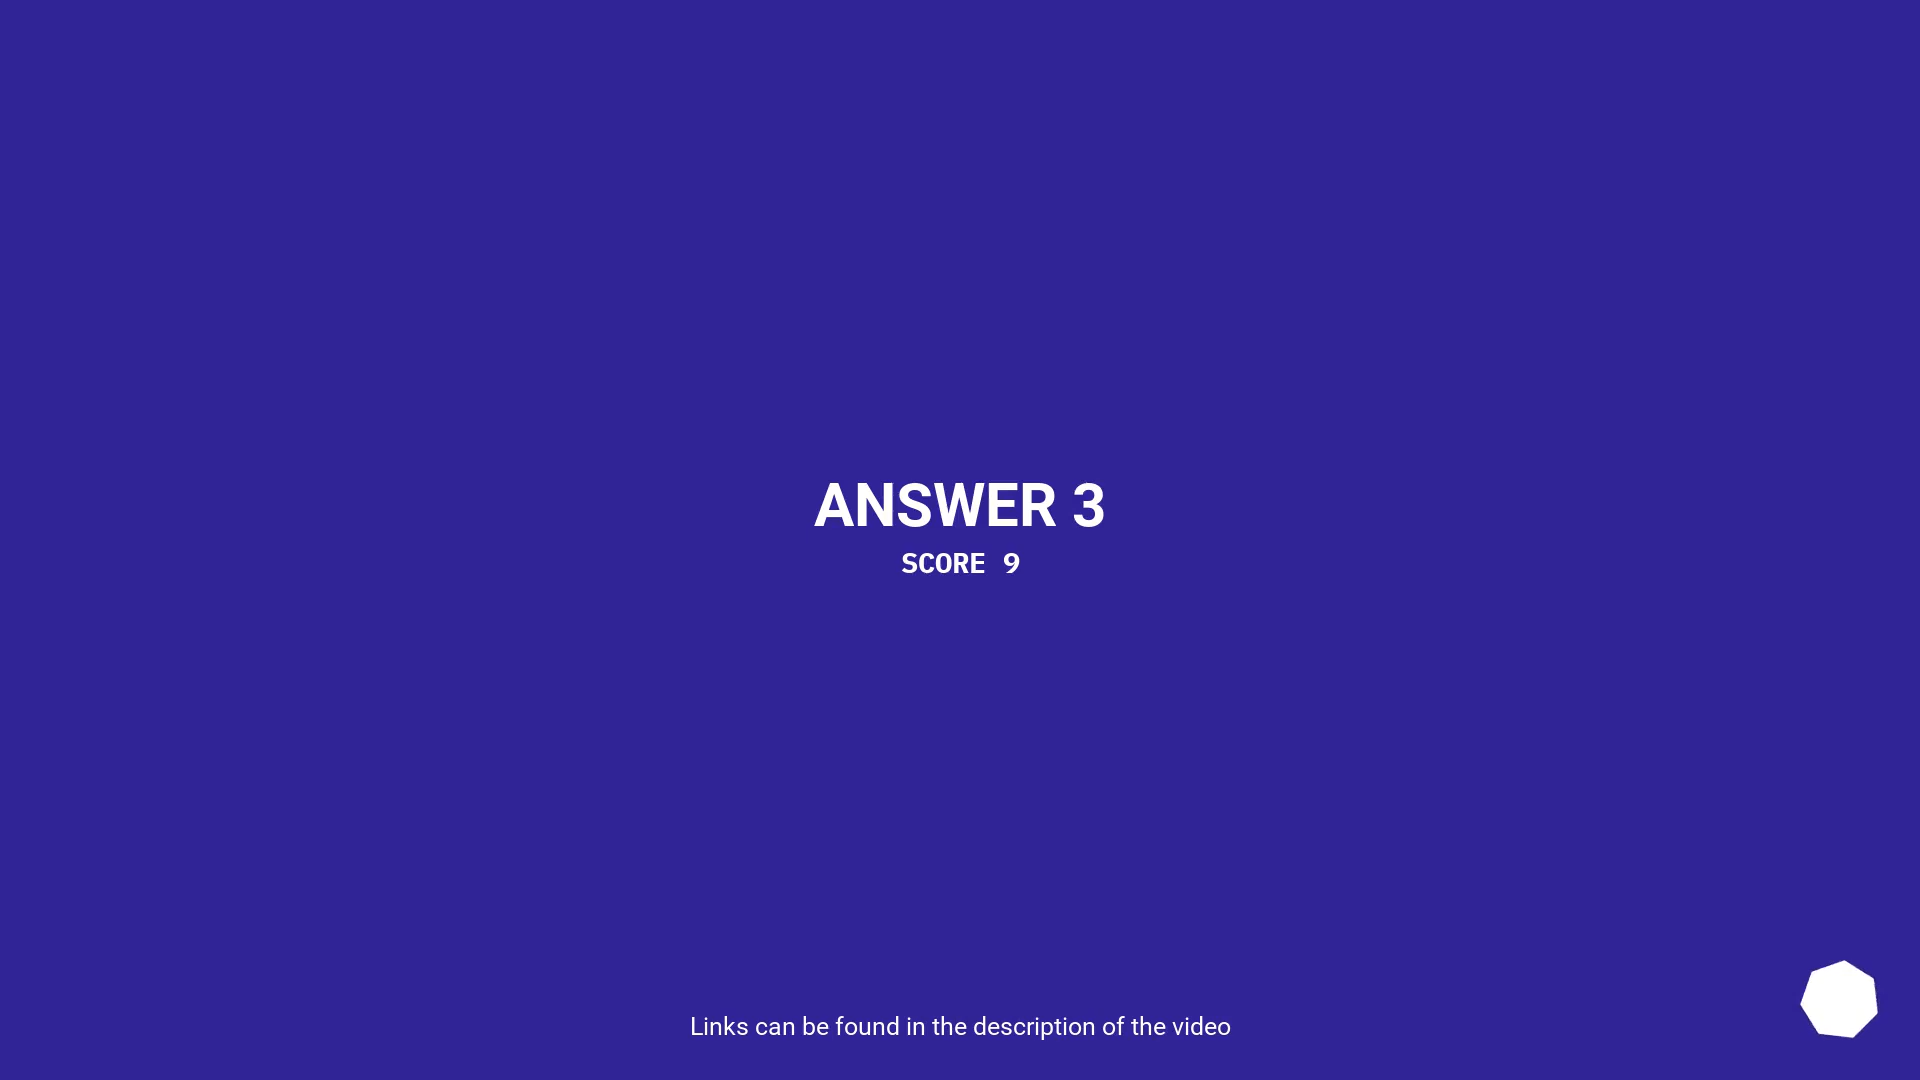 ANSWER 3
SCORE 9
Links can be found in the description of the video